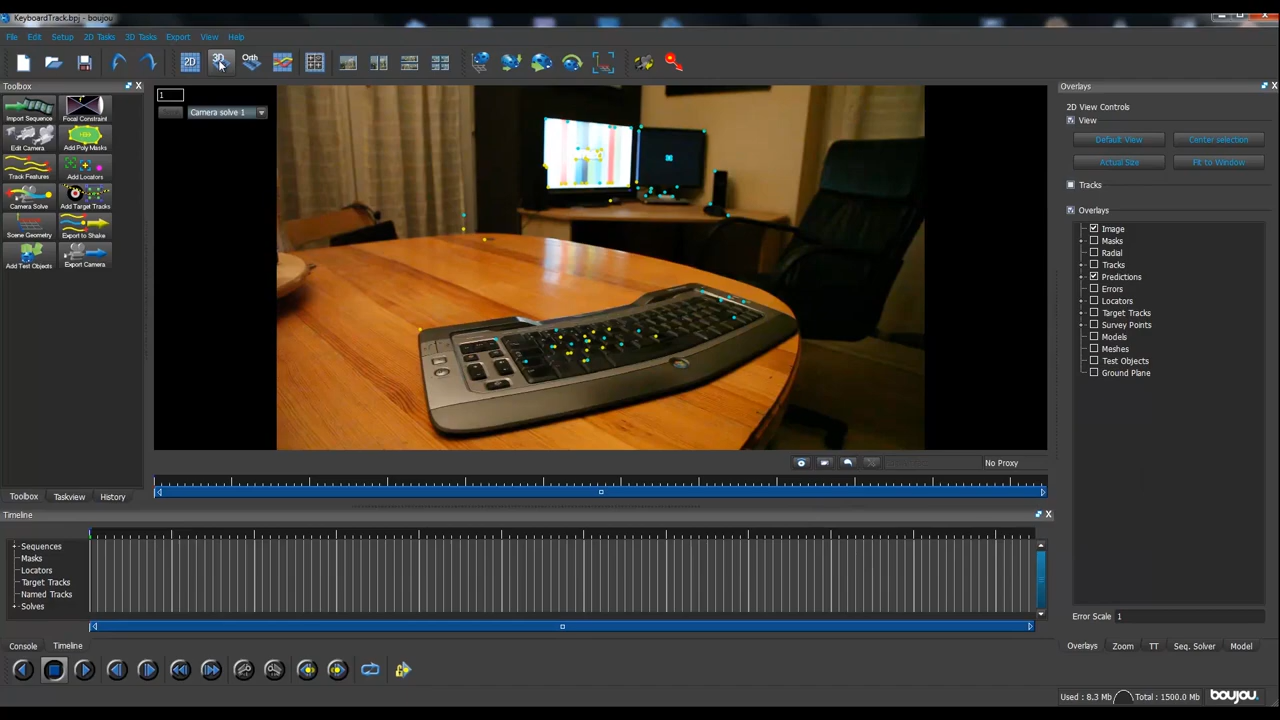 KeyboardTrack.bpj - boujou
File Edit Setup 2D Tasks 3D Tasks Export View Help
2D 3D Orth
Toolbox
Import Sequence Focal Constraint
Edit Camera Add Poly Masks
Track Features Add Locators
Camera Solve Add Target Tracks
Scene Geometry Export to Shake
Add Test Objects Export Camera
Toolbox Taskview History
1
Camera solve 1
No Proxy
Overlays
2D View Controls
View
Default View Center selection
Actual Size Fit to Window
Tracks
Overlays
Image
Masks
Radial
Tracks
Predictions
Errors
Locators
Target Tracks
Survey Points
Models
Meshes
Test Objects
Ground Plane
Error Scale 1
Overlays Zoom TT Seq. Solver Model
Timeline
Sequences
Masks
Locators
Target Tracks
Named Tracks
Solves
Console Timeline
Used : 8.3 Mb Total : 1500.0 Mb boujou